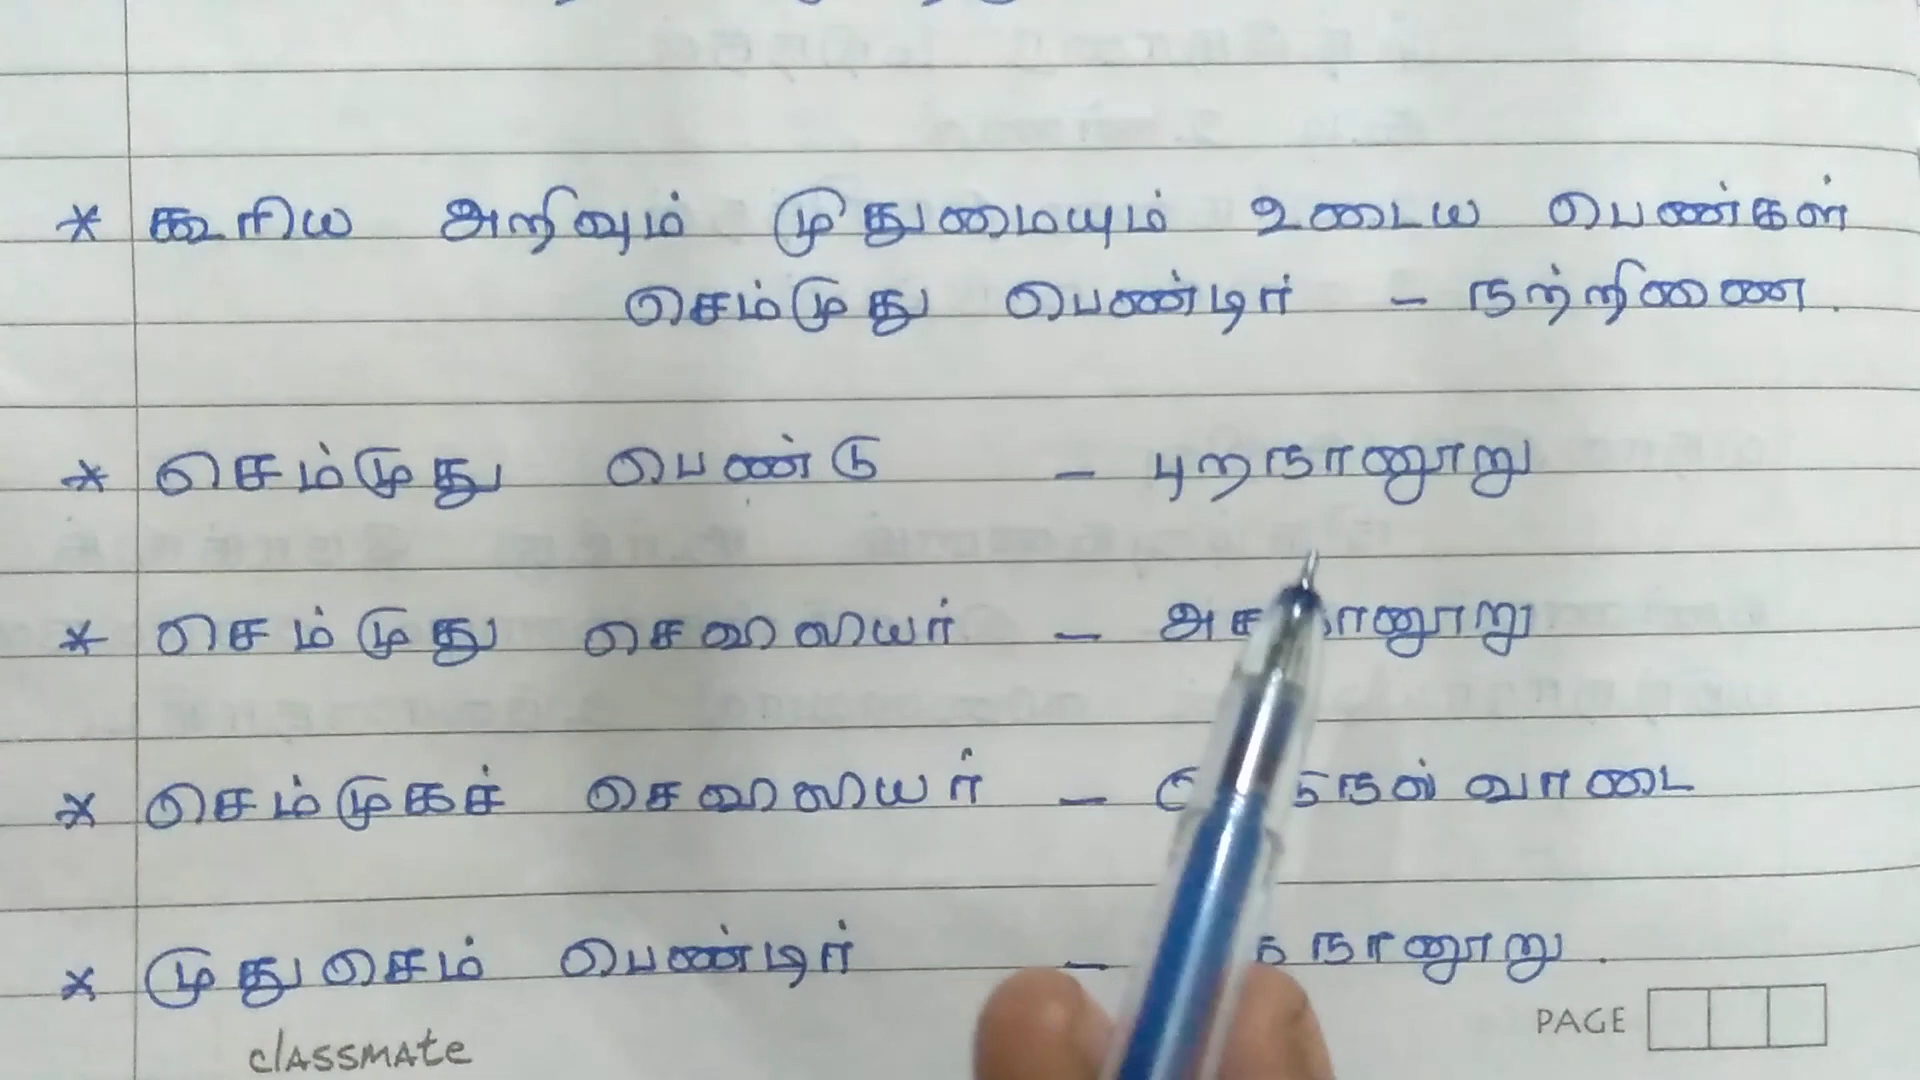 * கூரிய அறிவும் முதுமையும் உடைய பெண்கள்
செம்முது பெண்டிர் - நற்றிணை.
* செம்முது பெண்டு - புறநானூறு
* செம்முது செவிலியர் -
* செம்முகச் செவிலியர் - வாடை
* முதுசெம் பெண்டிர் -
classmate
PAGE